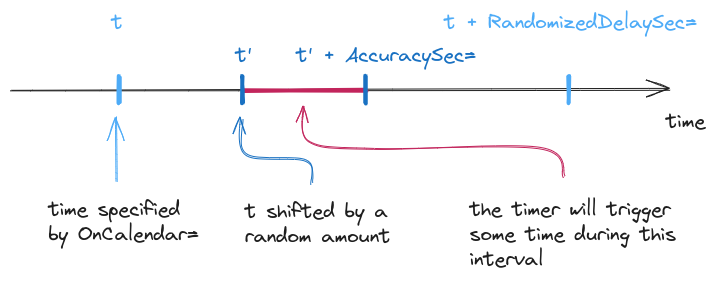 t
t + RandomizedDelaySec=
t'
t' + AccuracySec=
time
time specified
by OnCalendar=
t shifted by a
random amount
the timer will trigger
some time during this
interval